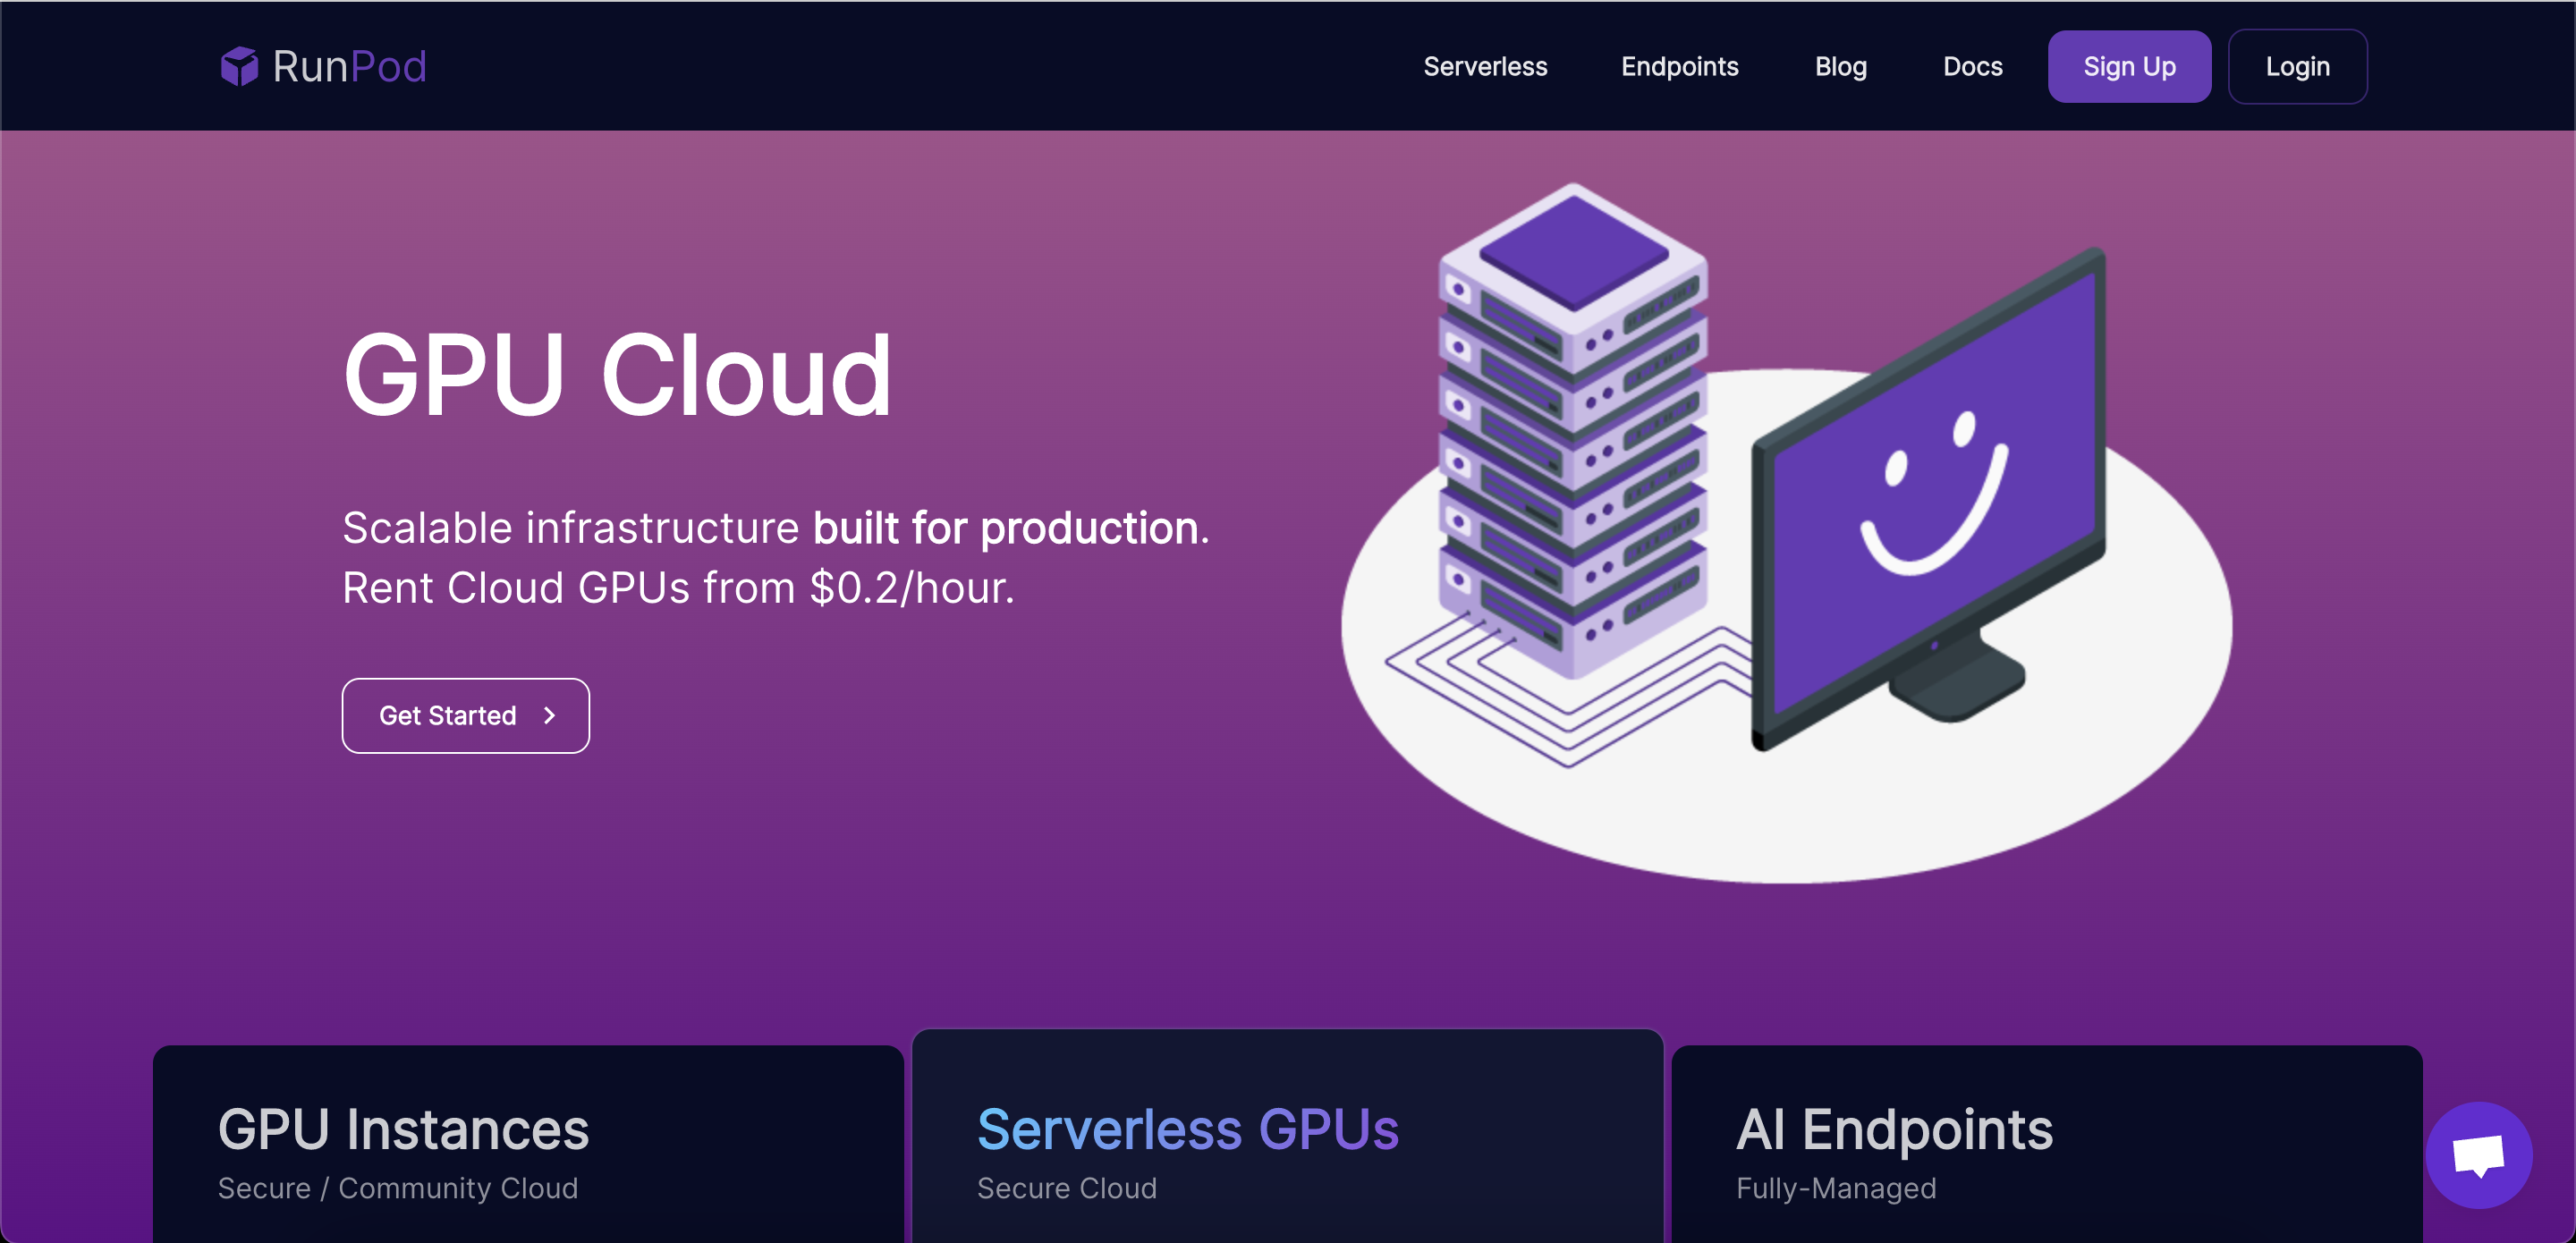 RunPod
Serverless
Endpoints
Blog
Docs
Sign Up
Login
GPU Cloud
Scalable infrastructure built for production.
Rent Cloud GPUs from $0.2/hour.
Get Started
GPU Instances
Secure / Community Cloud
Serverless GPUs
Secure Cloud
AI Endpoints
Fully-Managed